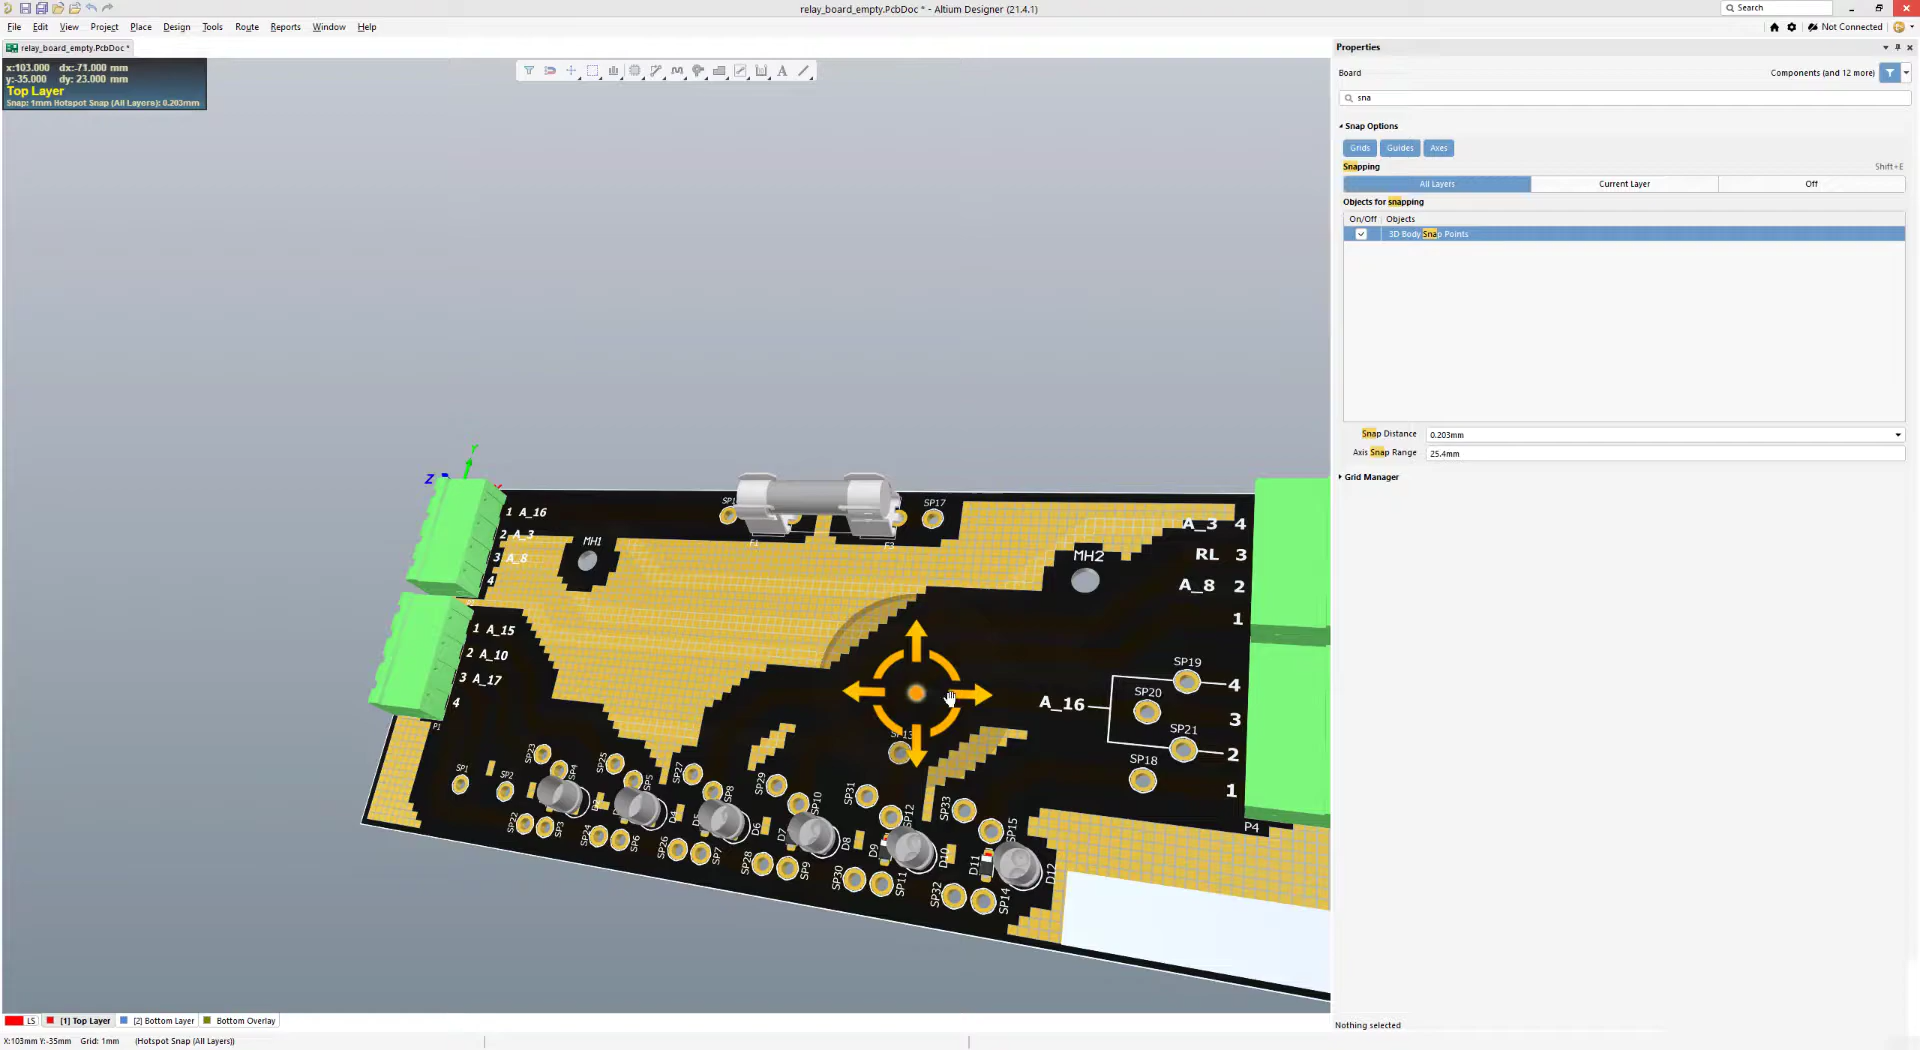 relay_board_empty.PcbDoc * - Altium Designer (21.4.1)
Search
File Edit View Project Place Design Tools Route Reports Window Help
Not Connected
relay_board_empty.PcbDoc *
x:103.000 dx:-71.000 mm
y:-35.000 dy: 23.000 mm
Top Layer
Snap: 1mm Hotspot Snap (All Layers): 0.203mm
Properties
Board
Components (and 12 more)
sna
Snap Options
Grids Guides Axes
Snapping
Shift+E
All Layers Current Layer Off
Objects for snapping
On/Off Objects
3D Body Snap Points
Snap Distance 0.203mm
Axis Snap Range 25.4mm
Grid Manager
Y
Z
1 A_16
2 A_3
3 A_8
4
MH1
SP17
F1
F3
A_3 4
RL 3
A_8 2
1
MH2
1 A_15
2 A_10
3 A_17
4
P1
SP19
SP20
SP21
SP18
A_16
4
3
2
1
P4
SP13
SP1
SP2
SP23
SP4
SP22
SP3
D2
SP25
SP5
SP24
SP6
D4
SP27
SP8
SP26
SP7
D5
D6
SP29
SP10
SP28
SP9
D7
D8
SP31
SP12
SP30
SP11
D9
D10
SP33
SP15
SP32
SP14
D11
D12
Nothing selected
LS [1] Top Layer [2] Bottom Layer Bottom Overlay
X:103mm Y:-35mm Grid: 1mm (Hotspot Snap (All Layers))